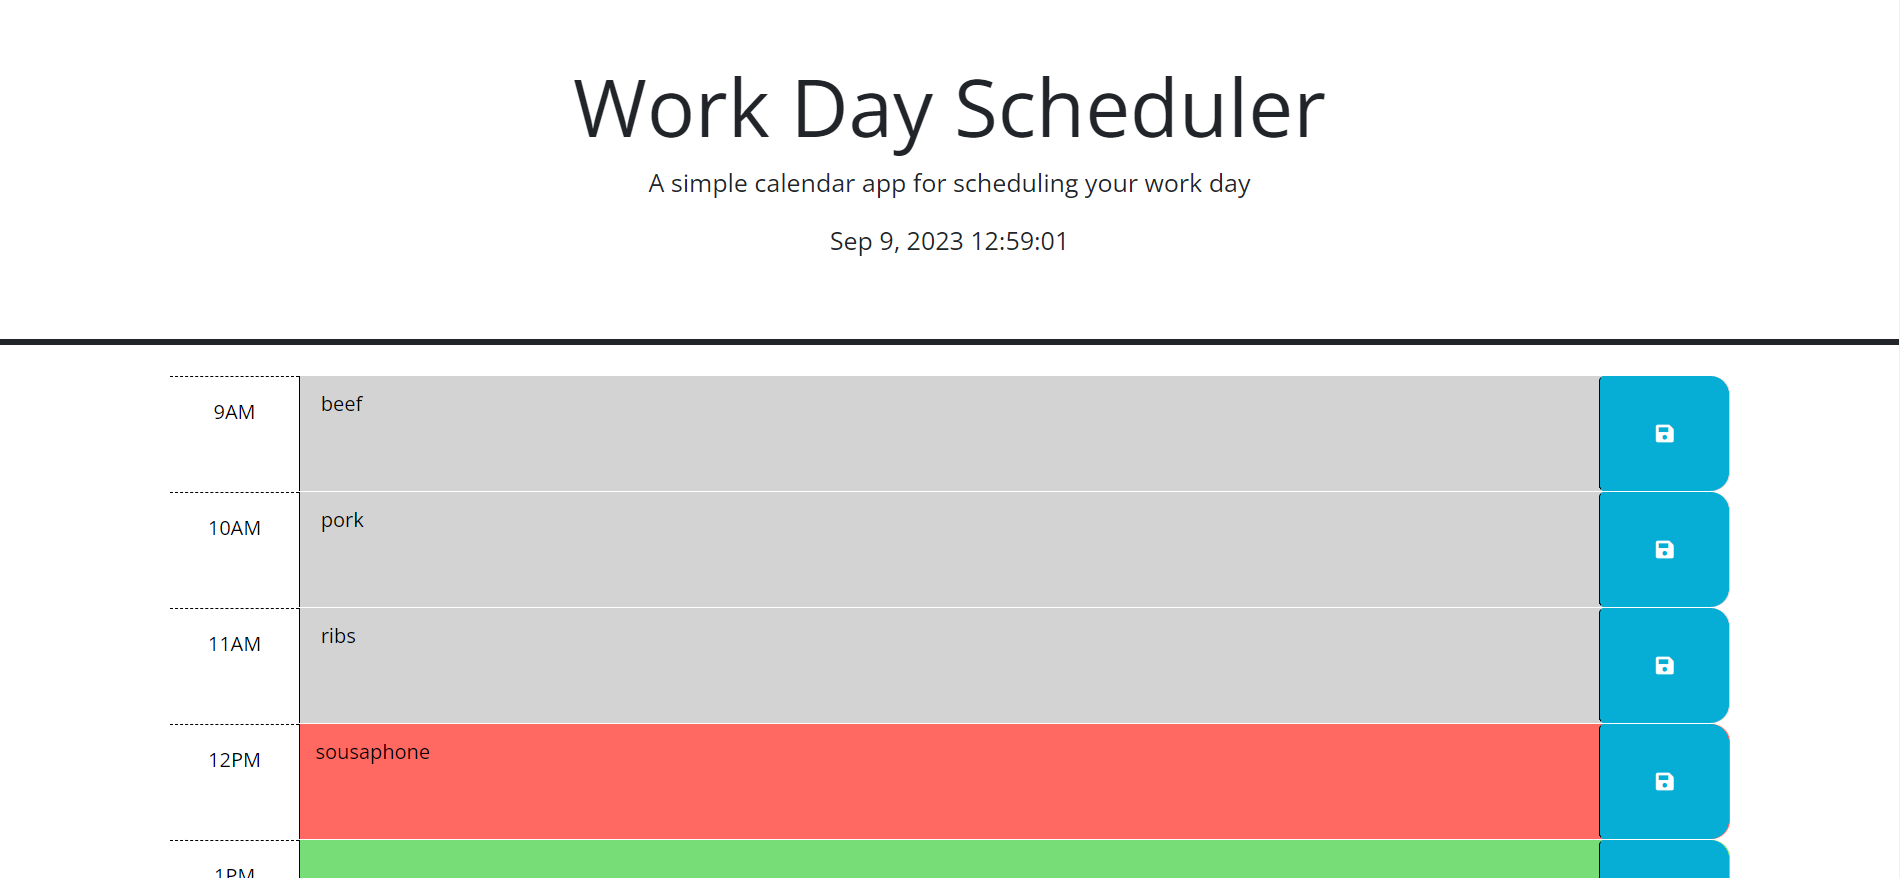 Work Day Scheduler
A simple calendar app for scheduling your work day
Sep 9, 2023 12:59:01
9AM
beef
10AM
pork
11AM
ribs
12PM
sousaphone
1PM